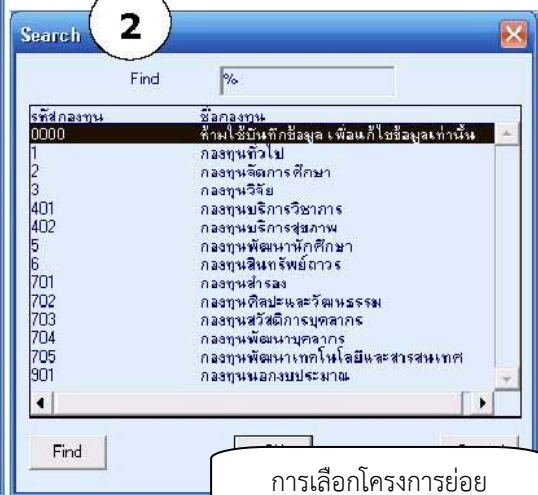 Search
2
Find %
รหัสกองทุน ชื่อกองทุน
0000 ห้ามใช้บันทึกข้อมูล เพื่อแก้ไขข้อมูลเท่านั้น
1 กองทุนทั่วไป
2 กองทุนจัดการศึกษา
3 กองทุนวิจัย
401 กองทุนบริการวิชาการ
402 กองทุนบริการสุขภาพ
5 กองทุนพัฒนานักศึกษา
6 กองทุนสินทรัพย์ถาวร
701 กองทุนสำรอง
702 กองทุนศิลปะและวัฒนธรรม
703 กองทุนสวัสดิการบุคลากร
704 กองทุนพัฒนาบุคลากร
705 กองทุนพัฒนาเทคโนโลยีและสารสนเทศ
901 กองทุนนอกงบประมาณ
Find
การเลือกโครงการย่อย